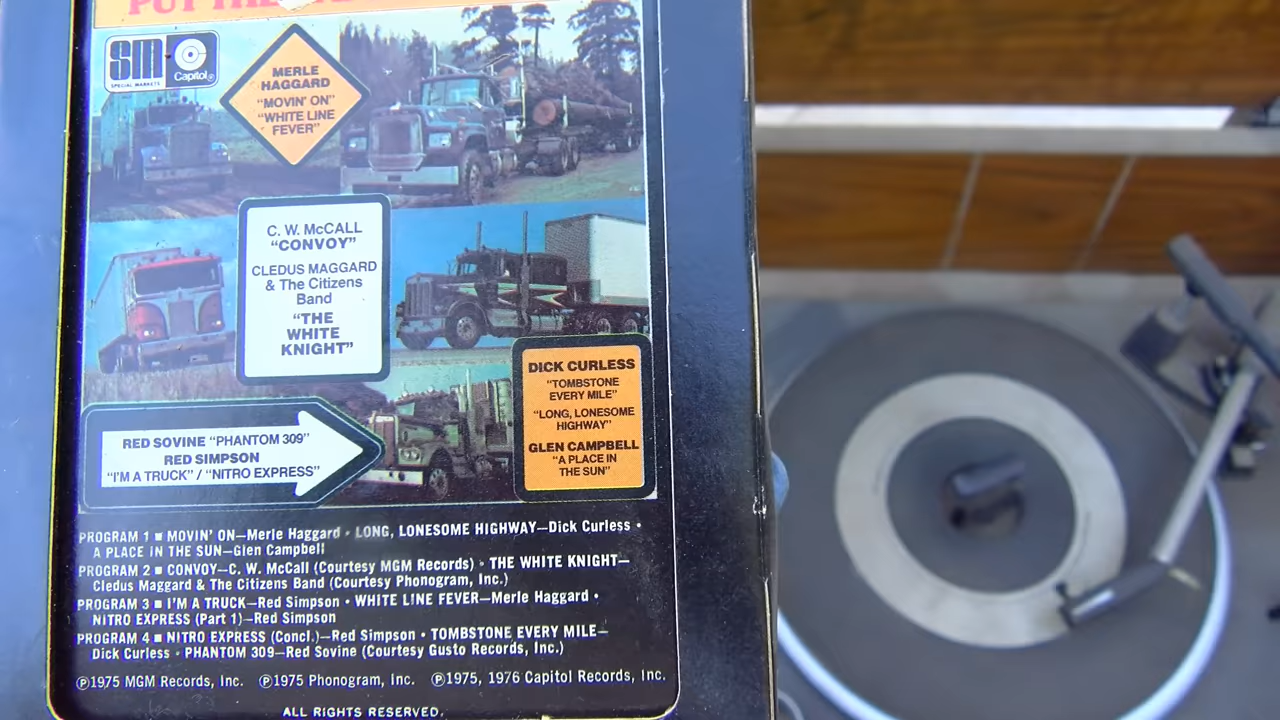 PUT THE
sm
SPECIAL MARKETS
Capitol®
MERLE
HAGGARD
"MOVIN' ON"
"WHITE LINE
FEVER"
C. W. McCALL
"CONVOY"
CLEDUS MAGGARD
& The Citizens
Band
"THE
WHITE
KNIGHT"
DICK CURLESS
"TOMBSTONE
EVERY MILE"
"LONG, LONESOME
HIGHWAY"
GLEN CAMPBELL
"A PLACE IN
THE SUN"
RED SOVINE "PHANTOM 309"
RED SIMPSON
"I'M A TRUCK" / "NITRO EXPRESS"
PROGRAM 1 ■ MOVIN' ON—Merle Haggard • LONG, LONESOME HIGHWAY—Dick Curless •
A PLACE IN THE SUN—Glen Campbell
PROGRAM 2 ■ CONVOY—C. W. McCall (Courtesy MGM Records) • THE WHITE KNIGHT—
Cledus Maggard & The Citizens Band (Courtesy Phonogram, Inc.)
PROGRAM 3 ■ I'M A TRUCK—Red Simpson • WHITE LINE FEVER—Merle Haggard •
NITRO EXPRESS (Part 1)—Red Simpson
PROGRAM 4 ■ NITRO EXPRESS (Concl.)—Red Simpson • TOMBSTONE EVERY MILE—
Dick Curless • PHANTOM 309—Red Sovine (Courtesy Gusto Records, Inc.)
℗1975 MGM Records, Inc. ℗1975 Phonogram, Inc. ℗1975, 1976 Capitol Records, Inc.
ALL RIGHTS RESERVED.